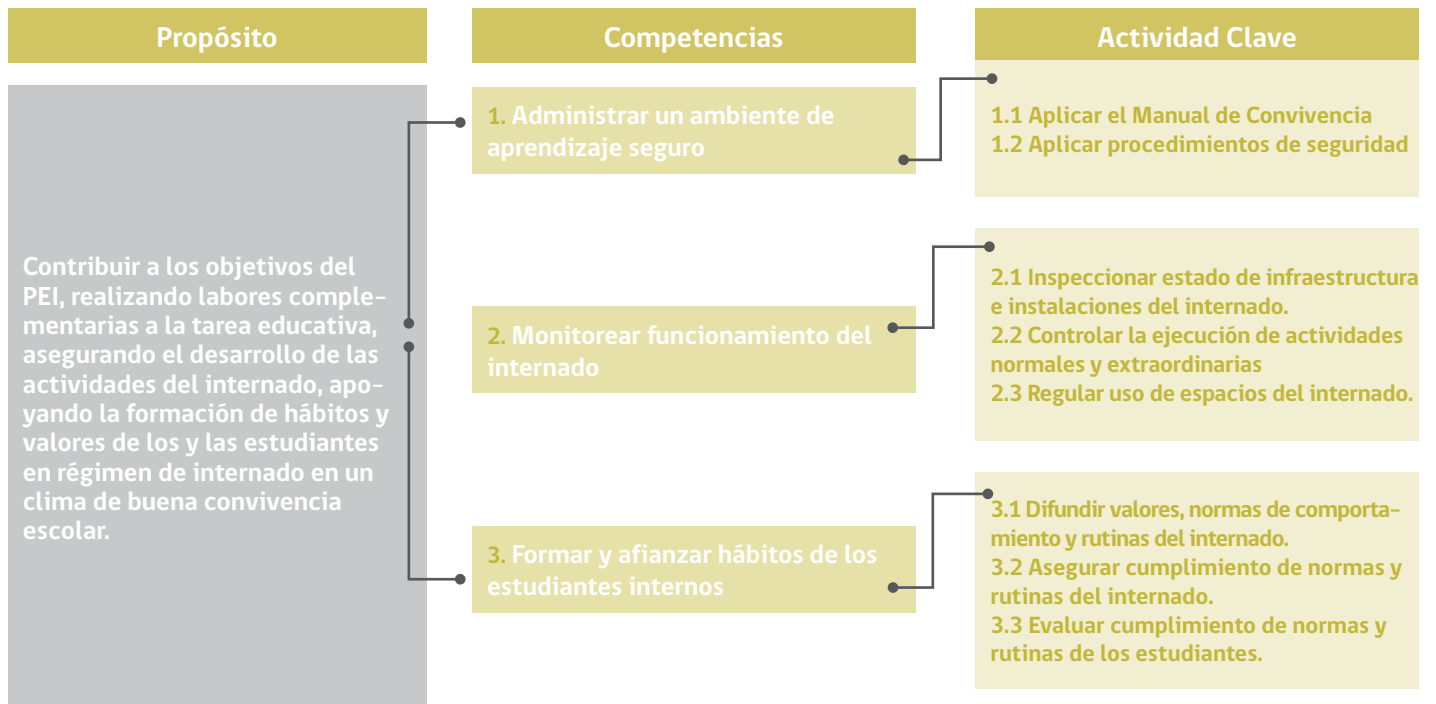 Propósito
Competencias
Actividad Clave
Contribuir a los objetivos del
PEI, realizando labores comple-
mentarias a la tarea educativa,
asegurando el desarrollo de las
actividades del internado, apo-
yando la formación de hábitos y
valores de los y las estudiantes
en régimen de internado en un
clima de buena convivencia
escolar.
1. Administrar un ambiente de
aprendizaje seguro
1.1 Aplicar el Manual de Convivencia
1.2 Aplicar procedimientos de seguridad
2. Monitorear funcionamiento del
internado
2.1 Inspeccionar estado de infraestructura
e instalaciones del internado.
2.2 Controlar la ejecución de actividades
normales y extraordinarias
2.3 Regular uso de espacios del internado.
3. Formar y afianzar hábitos de los
estudiantes internos
3.1 Difundir valores, normas de comporta-
miento y rutinas del internado.
3.2 Asegurar cumplimiento de normas y
rutinas del internado.
3.3 Evaluar cumplimiento de normas y
rutinas de los estudiantes.